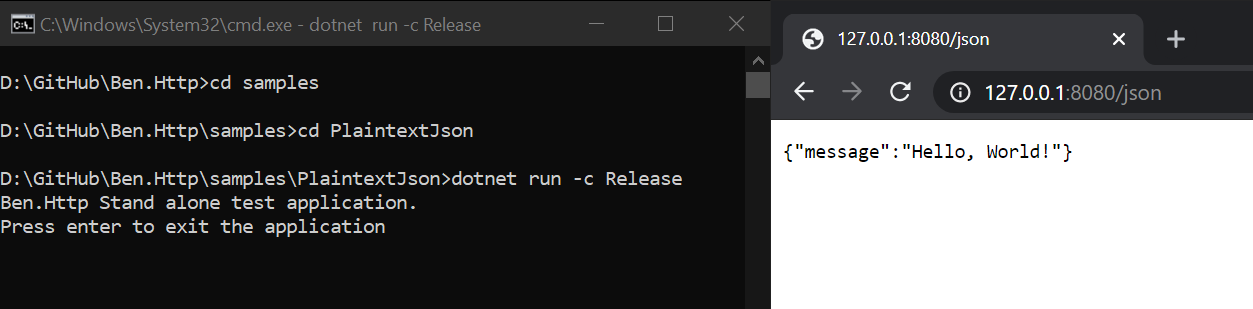 C:\Windows\System32\cmd.exe - dotnet  run -c Release
D:\GitHub\Ben.Http>cd samples
D:\GitHub\Ben.Http\samples>cd PlaintextJson
D:\GitHub\Ben.Http\samples\PlaintextJson>dotnet run -c Release
Ben.Http Stand alone test application.
Press enter to exit the application
127.0.0.1:8080/json
127.0.0.1:8080/json
{"message":"Hello, World!"}